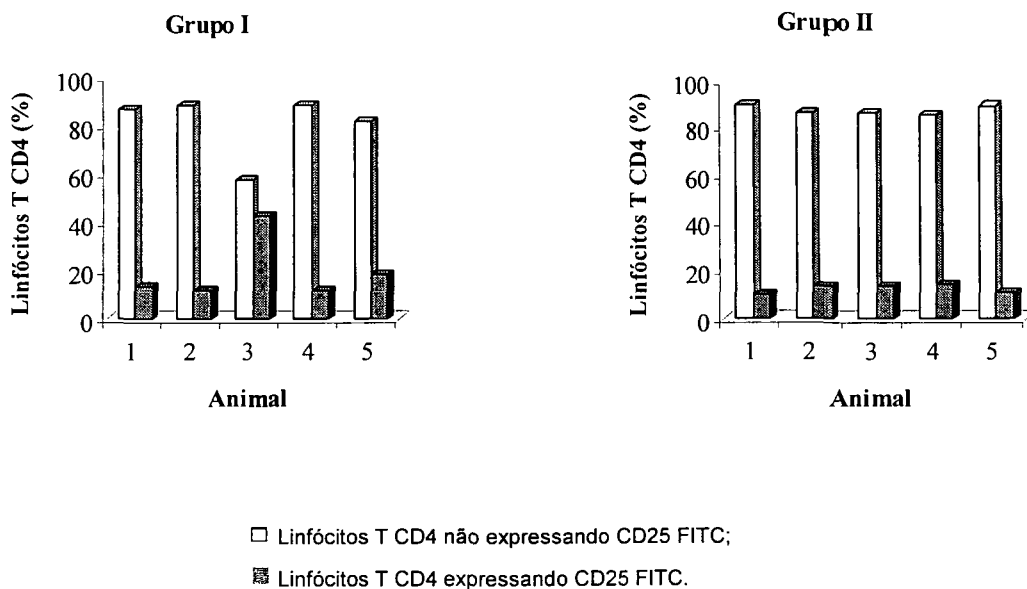 Grupo I
Linfócitos T CD4 (%)
100
80
60
40
20
0
1 2 3 4 5
Animal
Grupo II
Linfócitos T CD4 (%)
100
80
60
40
20
0
1 2 3 4 5
Animal
Linfócitos T CD4 não expressando CD25 FITC;
Linfócitos T CD4 expressando CD25 FITC.